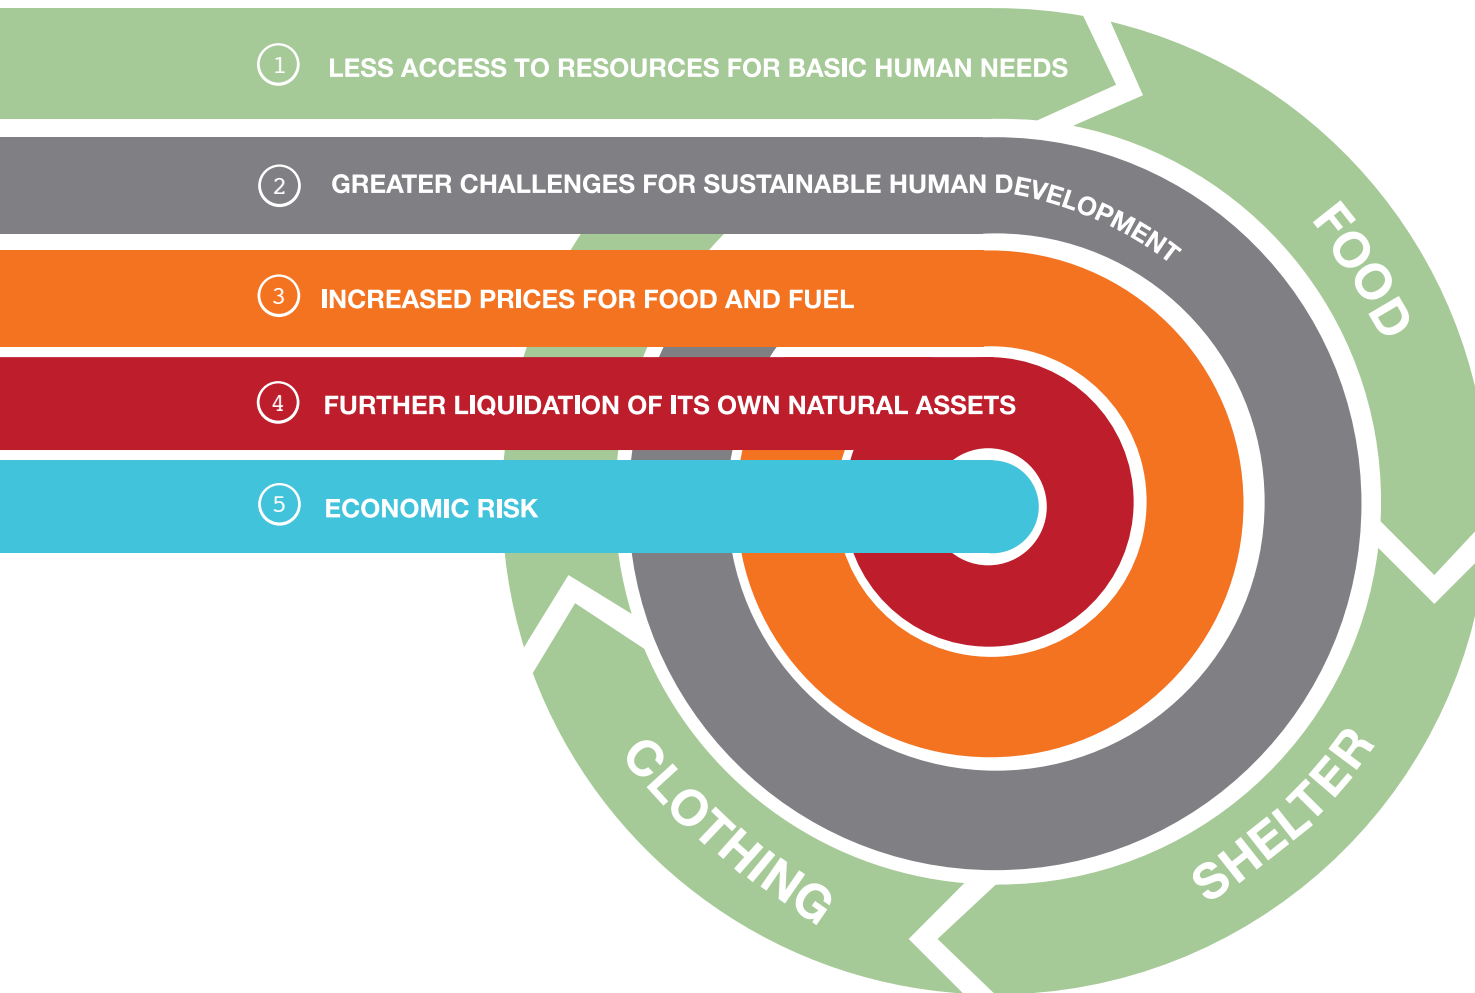 1 LESS ACCESS TO RESOURCES FOR BASIC HUMAN NEEDS
2 GREATER CHALLENGES FOR SUSTAINABLE HUMAN DEVELOPMENT
3 INCREASED PRICES FOR FOOD AND FUEL
4 FURTHER LIQUIDATION OF ITS OWN NATURAL ASSETS
5 ECONOMIC RISK
FOOD
SHELTER
CLOTHING